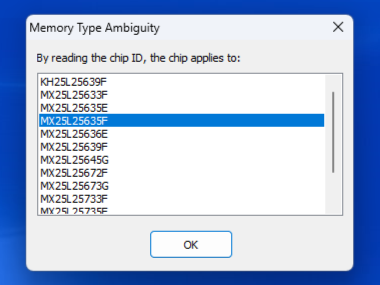 Memory Type Ambiguity
By reading the chip ID, the chip applies to:
KH25L25639F
MX25L25633F
MX25L25635E
MX25L25635F
MX25L25636E
MX25L25639F
MX25L25645G
MX25L25672F
MX25L25673G
MX25L25733F
MX25L25735F
OK